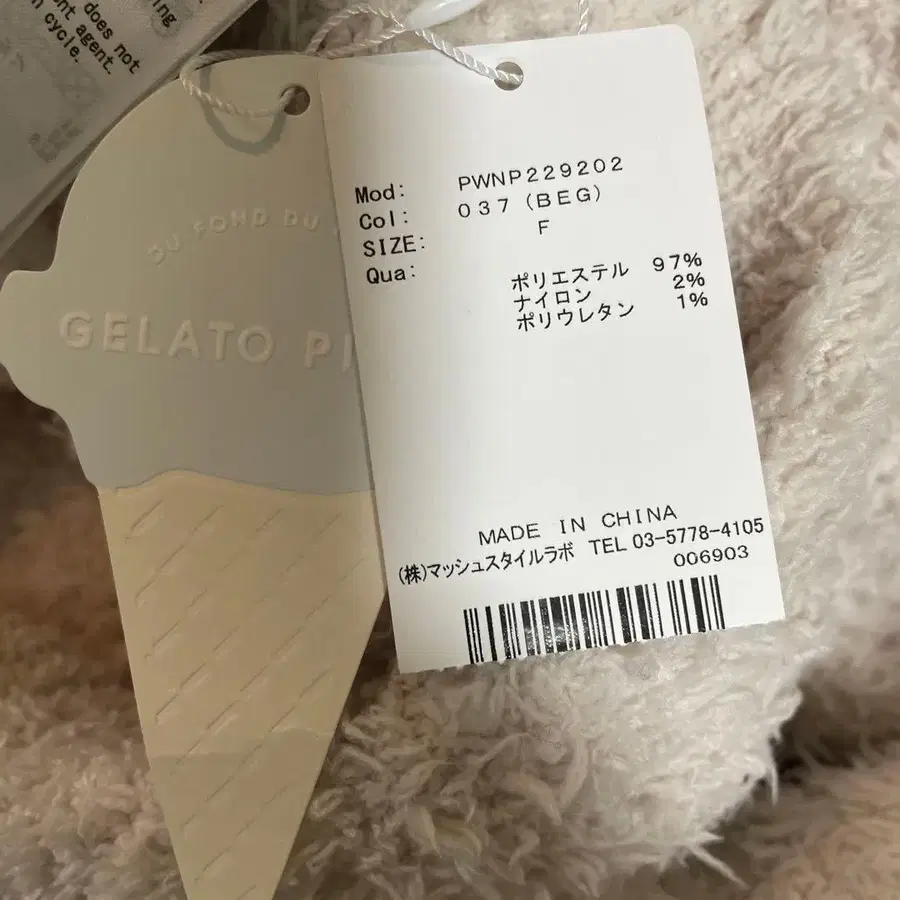 does not
agent.
cycle.
DU FOND DU
GELATO PI
Mod: PWNP229202
Col: 037 (BEG)
SIZE: F
Qua: ポリエステル 97%
ナイロン 2%
ポリウレタン 1%
MADE IN CHINA
(株)マッシュスタイルラボ TEL 03-5778-4105
006903